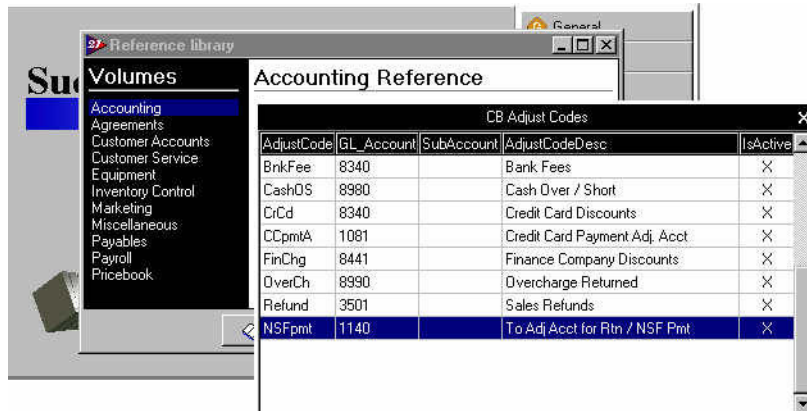 General
Reference library
Su
Volumes
Accounting Reference
Accounting
Agreements
Customer Accounts
Customer Service
Equipment
Inventory Control
Marketing
Miscellaneous
Payables
Payroll
Pricebook
CB Adjust Codes
AdjustCode GL_Account SubAccount AdjustCodeDesc IsActive
BnkFee 8340 Bank Fees X
CashOS 8980 Cash Over / Short X
CrCd 8340 Credit Card Discounts X
CCpmtA 1081 Credit Card Payment Adj. Acct X
FinChg 8441 Finance Company Discounts X
OverCh 8990 Overcharge Returned X
Refund 3501 Sales Refunds X
NSFpmt 1140 To Adj Acct for Rtn / NSF Pmt X